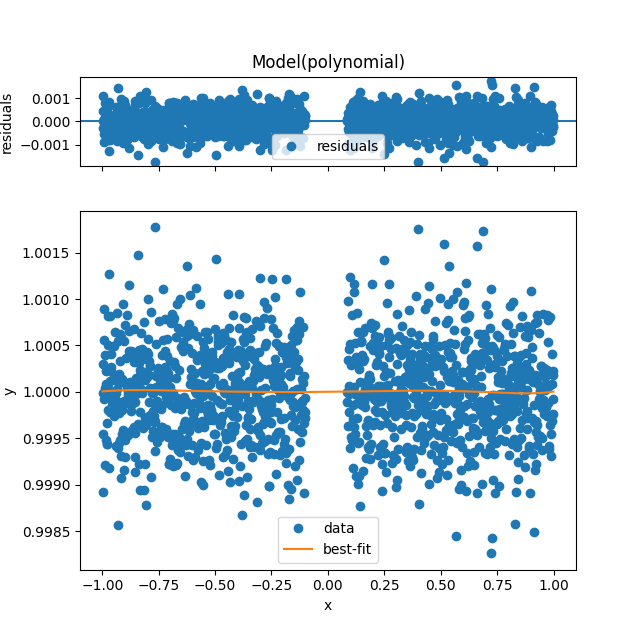 Model(polynomial)
residuals
0.001
0.000
−0.001
residuals
y
1.0015
1.0010
1.0005
1.0000
0.9995
0.9990
0.9985
data
best-fit
−1.00 −0.75 −0.50 −0.25 0.00 0.25 0.50 0.75 1.00
x